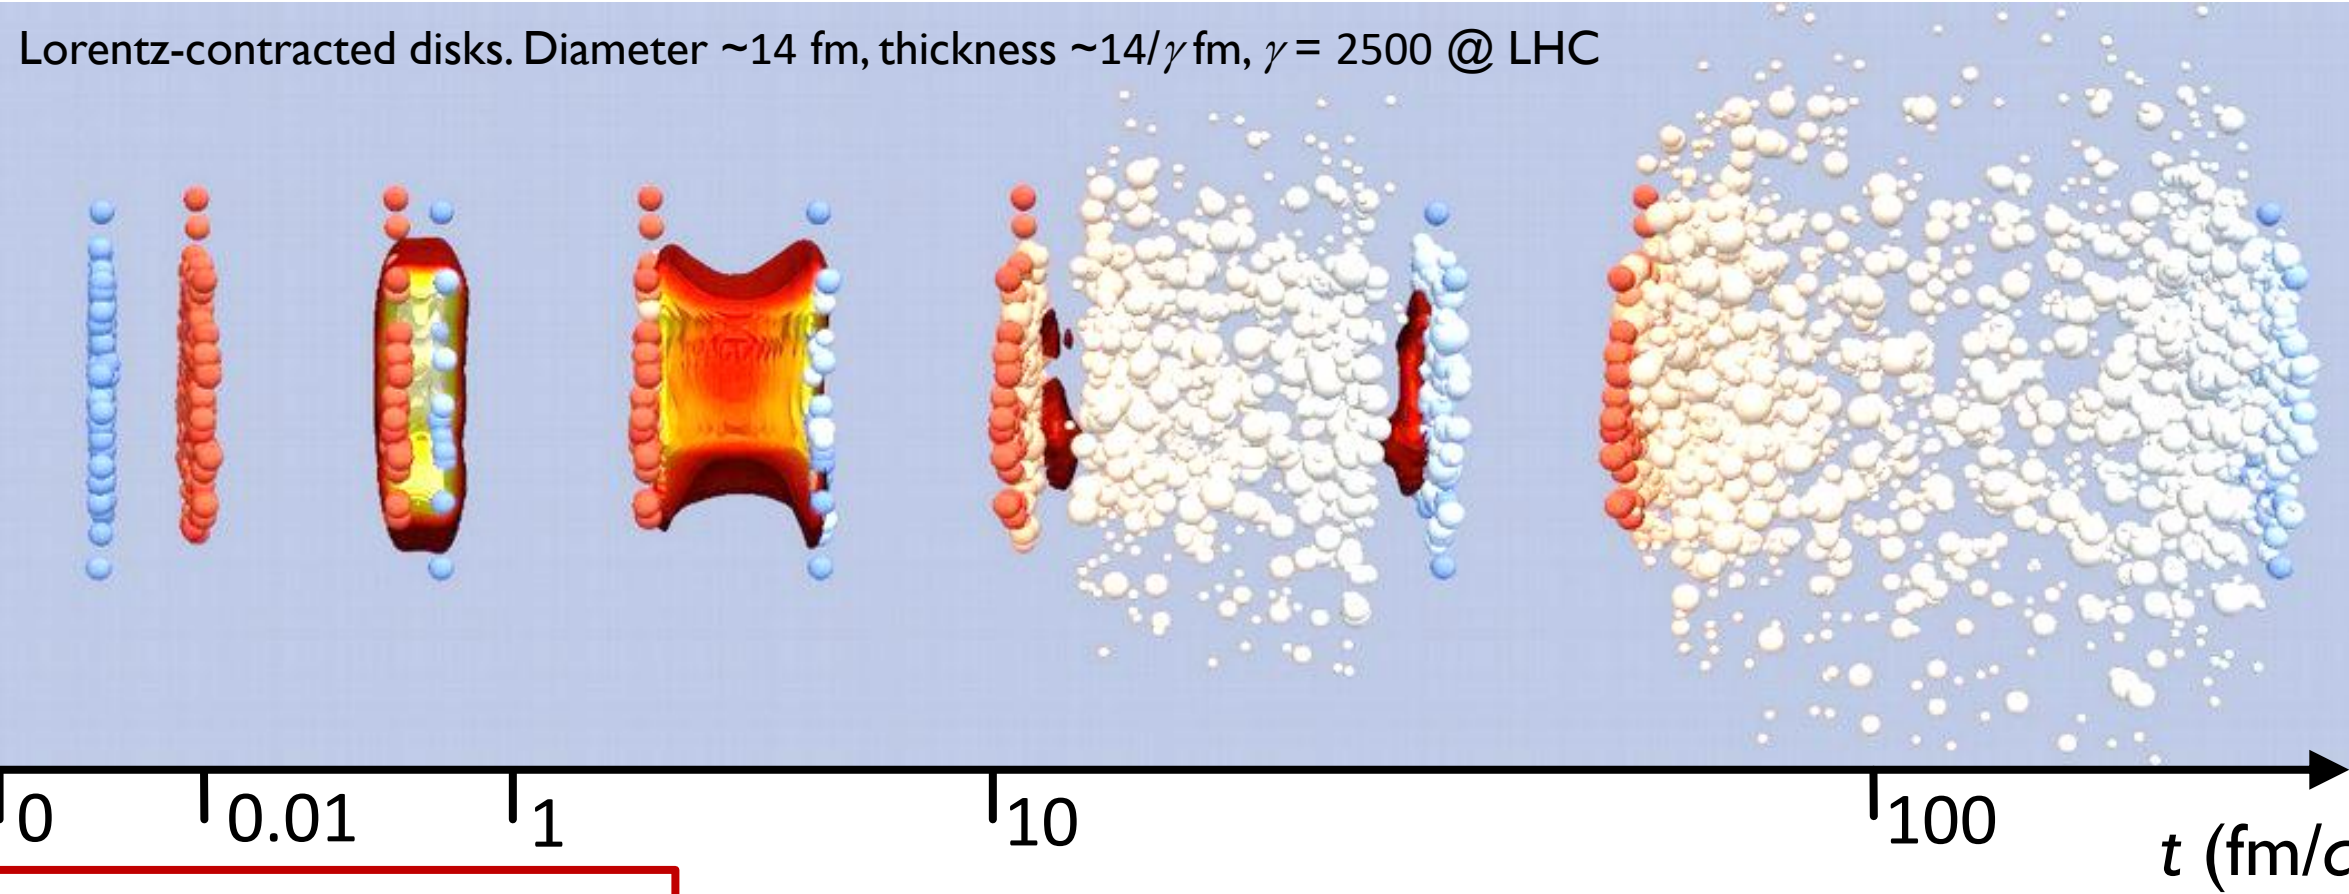 Lorentz-contracted disks. Diameter ~14 fm, thickness ~14/γ fm, γ = 2500 @ LHC
0
0.01
1
10
100
t (fm/c